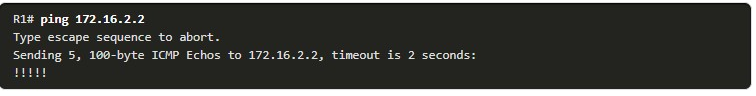 R1# ping 172.16.2.2
Type escape sequence to abort.
Sending 5, 100-byte ICMP Echos to 172.16.2.2, timeout is 2 seconds:
!!!!!